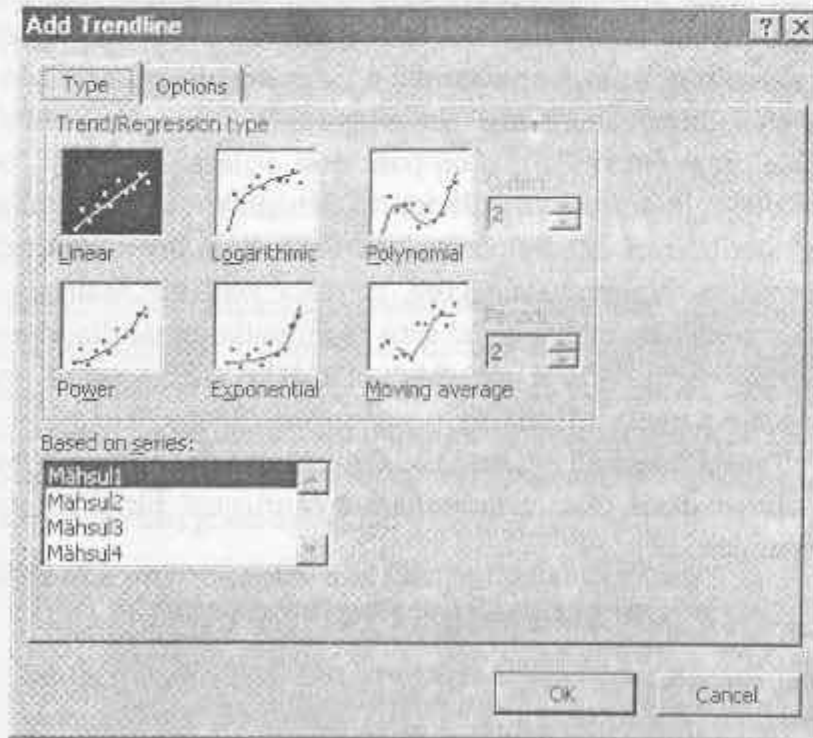 Add Trendline
Type Options
Trend/Regression type
Order:
2
Linear Logarithmic Polynomial
Period:
2
Power Exponential Moving average
Based on series:
Mähsul1
Mähsul2
Mähsul3
Mähsul4
OK Cancel